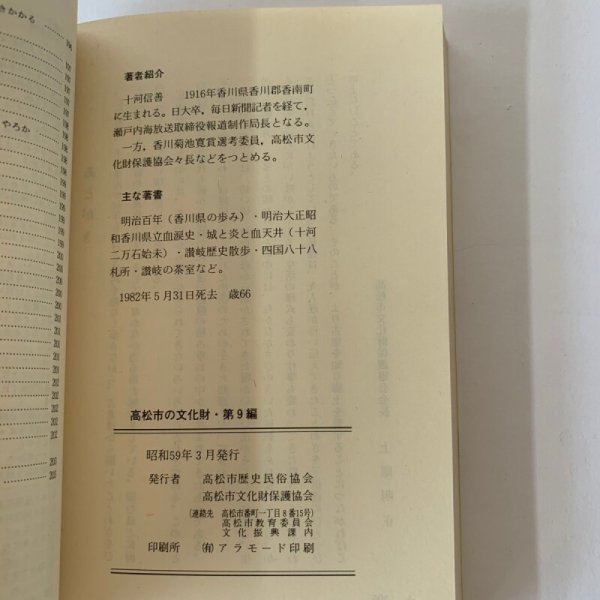 著者紹介
十河信善 1916年香川県香川郡香南町
に生まれる。日大卒，毎日新聞記者を経て，
瀬戸内海放送取締役報道制作局長となる。
一方，香川菊池寛賞選考委員，高松市文
化財保護協会々長などをつとめる。
主な著書
明治百年（香川県の歩み）・明治大正昭
和香川県立血涙史・城と炎と血天井（十河
二万石始末）・讃岐歴史散歩・四国八十八
札所・讃岐の茶室など。
1982年5月31日死去 歳66
高松市の文化財・第9編
昭和59年3月発行
発行者 高松市歴史民俗協会
高松市文化財保護協会
（連絡先 高松市番町一丁目8番15号）
高松市教育委員会
文化振興課内
印刷所 ㈲アラモード印刷
きかかる
やろか